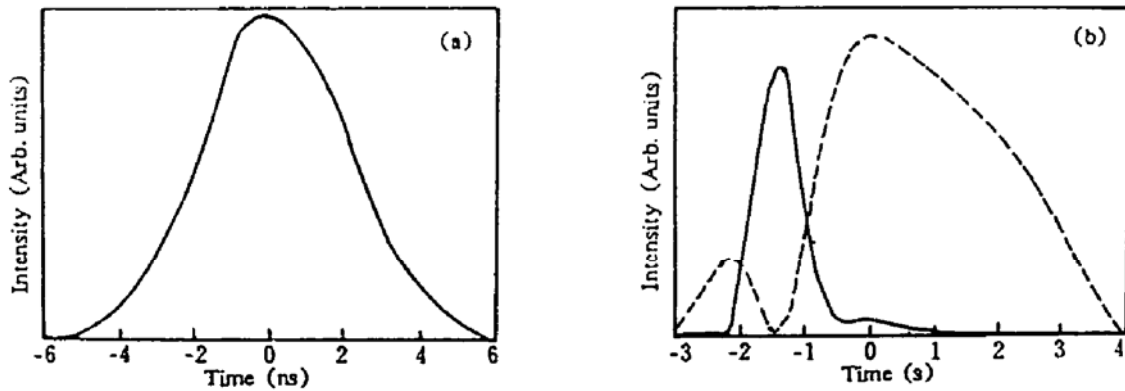 (a)
Intensity (Arb. units)
-6 -4 -2 0 2 4 6
Time (ns)
(b)
Intensity (Arb. units)
-3 -2 -1 0 1 2 3 4
Time (s)